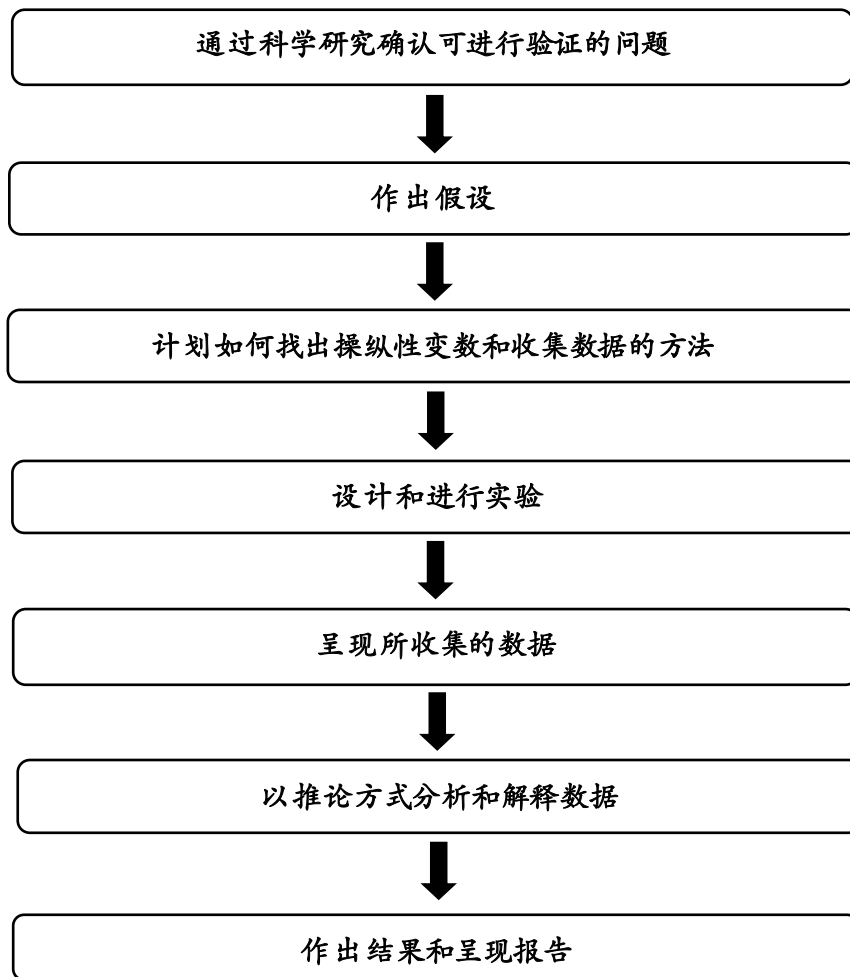 通过科学研究确认可进行验证的问题
作出假设
计划如何找出操纵性变数和收集数据的方法
设计和进行实验
呈现所收集的数据
以推论方式分析和解释数据
作出结果和呈现报告